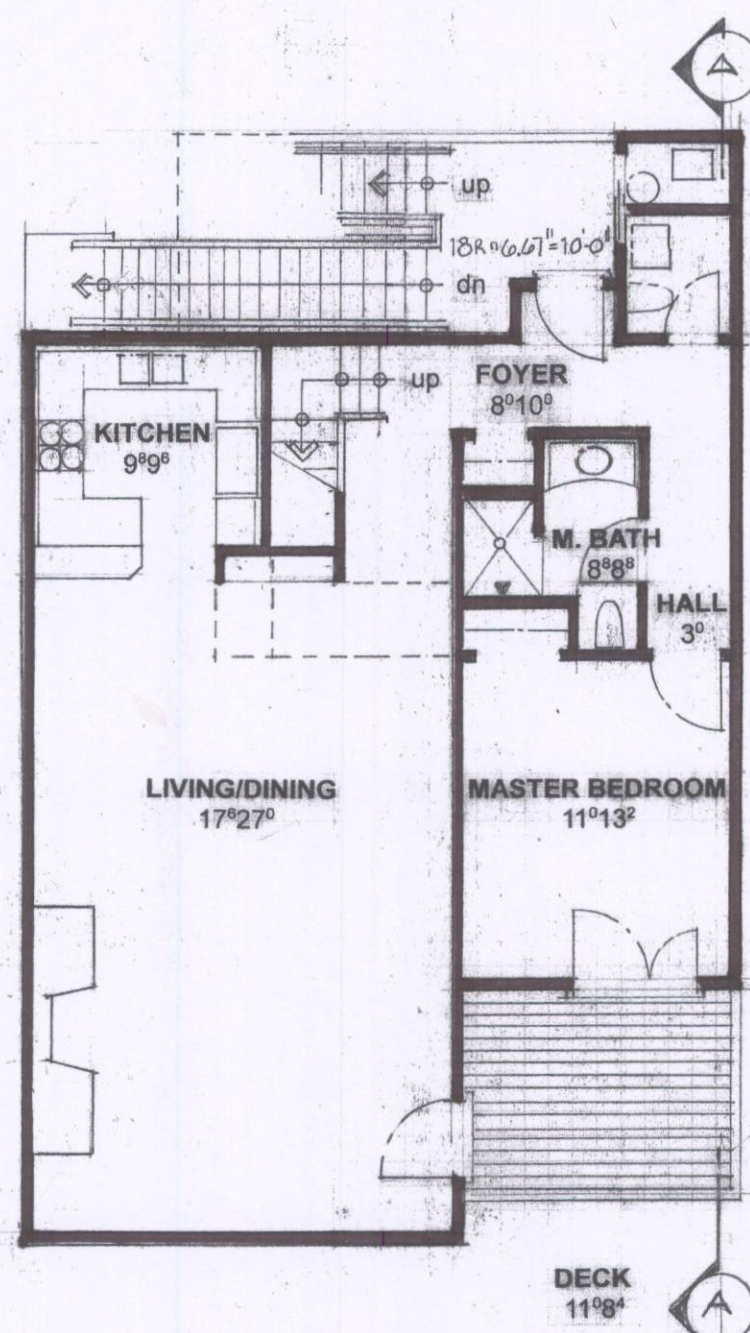 A
up
18R @ 6.67" = 10'-0"
dn
up
FOYER
8⁰10⁰
KITCHEN
9⁸9⁶
M. BATH
8⁸8⁸
HALL
3⁰
LIVING/DINING
17⁶27⁰
MASTER BEDROOM
11⁰13²
DECK
11⁰8⁴
A